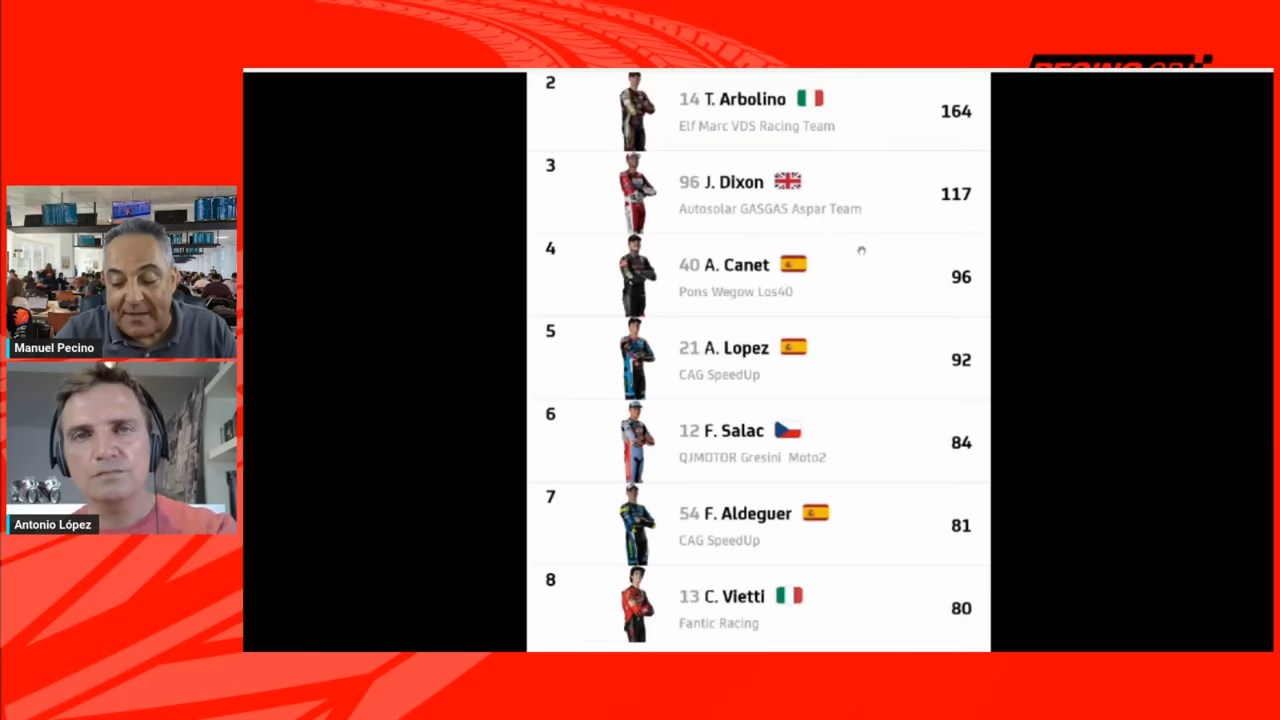 PECINO GP
2
14 T. Arbolino
Elf Marc VDS Racing Team
164
3
96 J. Dixon
Autosolar GASGAS Aspar Team
117
4
40 A. Canet
Pons Wegow Los40
96
5
21 A. Lopez
CAG SpeedUp
92
6
12 F. Salac
QJMOTOR Gresini Moto2
84
7
54 F. Aldeguer
CAG SpeedUp
81
8
13 C. Vietti
Fantic Racing
80
Manuel Pecino
Antonio López